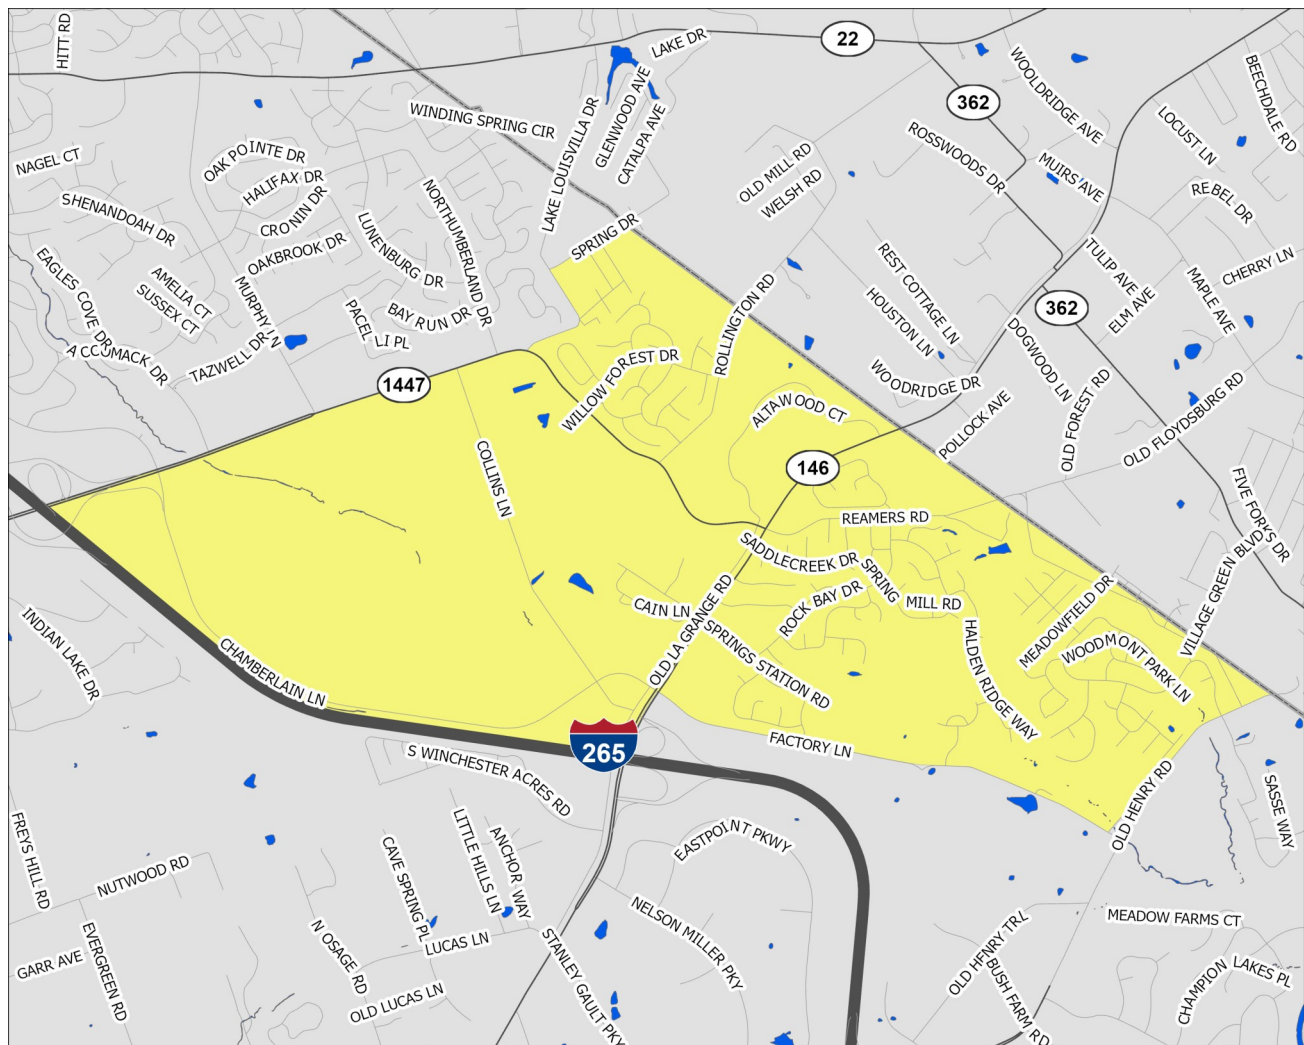 HITT RD
LAKE DR
22
WOOLDRIDGE AVE
BEECHDALE RD
WINDING SPRING CIR
GLENWOOD AVE
CATALPA AVE
LAKE LOUISVILLA DR
362
LOCUST LN
ROSSWOODS DR
MUIRS AVE
NAGEL CT
OAK POINTE DR
HALIFAX DR
CRONIN DR
OLD MILL RD
WELSH RD
REBEL DR
SHENANDOAH DR
NORTHUMBERLAND DR
LUNENBURG DR
SPRING DR
OAKBROOK DR
EAGLES COVE DR
AMELIA CT
SUSSEX CT
MURPHY LN
REST COTTAGE LN
TULIP AVE
CHERRY LN
MAPLE AVE
ROLLINGTON RD
HOUSTON LN
362
ELM AVE
PACELLI PL
BAY RUN DR
DOGWOOD LN
ACCOMACK DR
TAZWELL DR
1447
WILLOW FOREST DR
WOODRIDGE DR
ALTAWOOD CT
POLLOCK AVE
OLD FOREST RD
OLD FLOYDSBURG RD
COLLINS LN
146
FIVE FORKS DR
REAMERS RD
SADDLECREEK DR
VILLAGE GREEN BLVD
SPRING MILL RD
ROCK BAY DR
MEADOWFIELD DR
CAIN LN
OLD LA GRANGE RD
SPRINGS STATION RD
HALDEN RIDGE WAY
WOODMONT PARK LN
INDIAN LAKE DR
CHAMBERLAIN LN
265
FACTORY LN
S WINCHESTER ACRES RD
OLD HENRY RD
SASSE WAY
FREYS HILL RD
LITTLE HILLS LN
ANCHOR WAY
EASTPOINT PKWY
CAVE SPRING PL
NUTWOOD RD
NELSON MILLER PKY
MEADOW FARMS CT
EVERGREEN RD
N OSAGE RD
LUCAS LN
STANLEY GAULT PKY
OLD HENRY TRL
BUSH FARM RD
GARR AVE
OLD LUCAS LN
CHAMPION LAKES PL